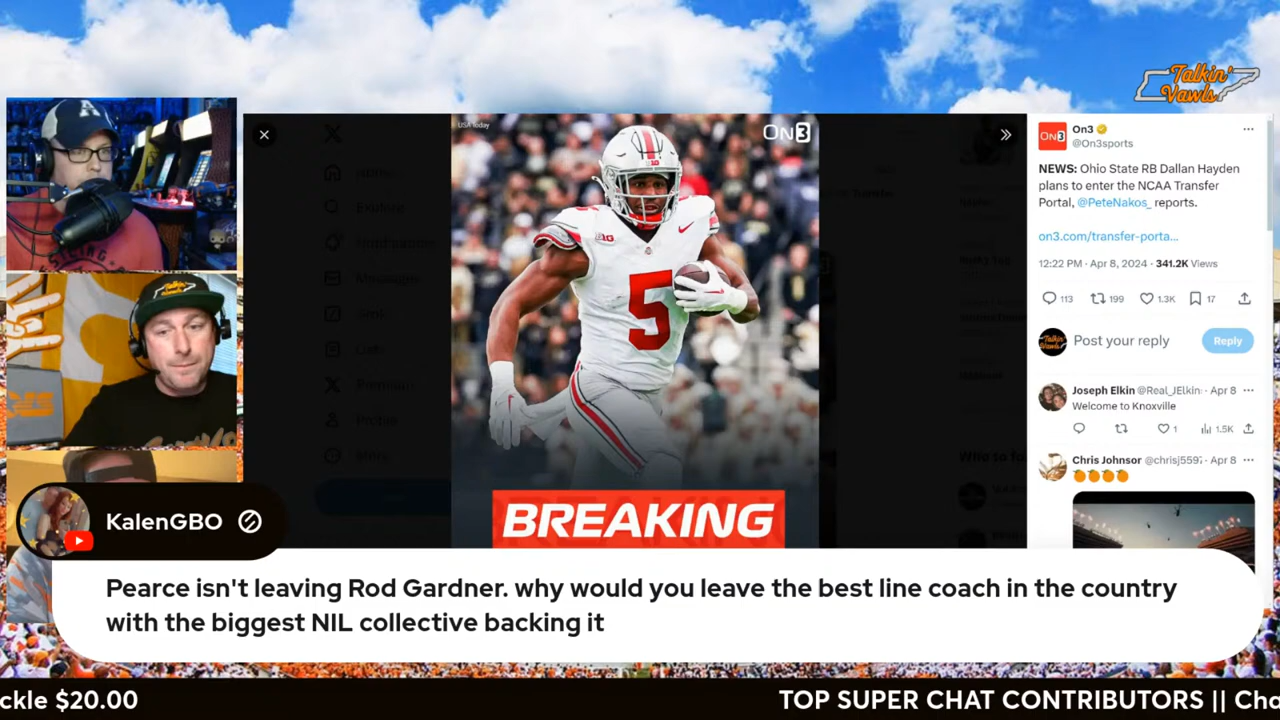 Talkin'
Vawls
USA Today
ON3
On3
@On3sports
NEWS: Ohio State RB Dallan Hayden
plans to enter the NCAA Transfer
Portal, @PeteNakos_ reports.
on3.com/transfer-porta...
12:22 PM · Apr 8, 2024 · 341.2K Views
113 199 1.3K 17
Post your reply
Reply
Joseph Elkin @Real_JElkin · Apr 8
Welcome to Knoxville
1 1.5K
Chris Johnsor @chrisj5597 · Apr 8
5
BREAKING
KalenGBO
Pearce isn't leaving Rod Gardner. why would you leave the best line coach in the country
with the biggest NIL collective backing it
ckle $20.00
TOP SUPER CHAT CONTRIBUTORS || Cho